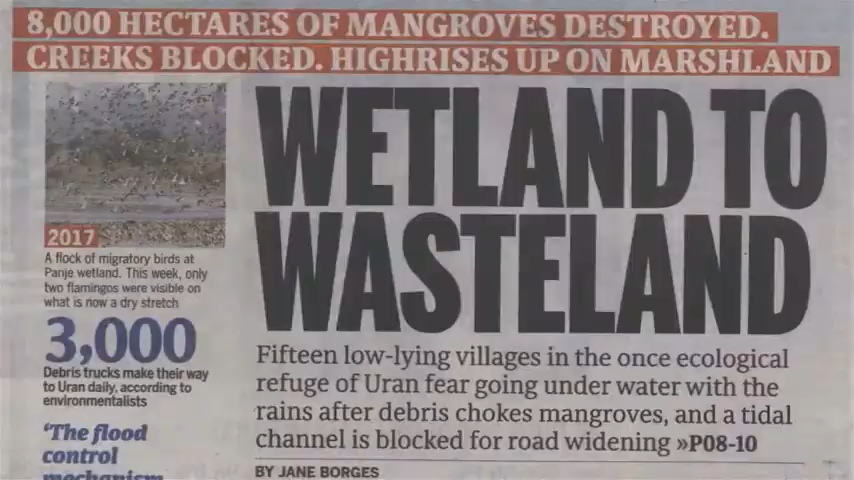 8,000 HECTARES OF MANGROVES DESTROYED.
CREEKS BLOCKED. HIGHRISES UP ON MARSHLAND
WETLAND TO
WASTELAND
2017
A flock of migratory birds at
Panje wetland. This week, only
two flamingos were visible on
what is now a dry stretch
3,000
Debris trucks make their way
to Uran daily, according to
environmentalists
'The flood
control
mechanism
Fifteen low-lying villages in the once ecological
refuge of Uran fear going under water with the
rains after debris chokes mangroves, and a tidal
channel is blocked for road widening »P08-10
BY JANE BORGES